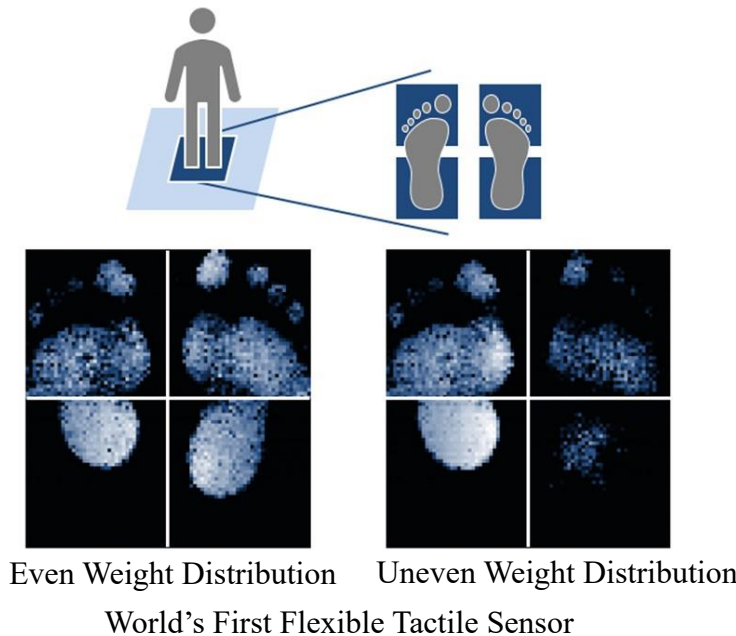 Even Weight Distribution
Uneven Weight Distribution
World’s First Flexible Tactile Sensor